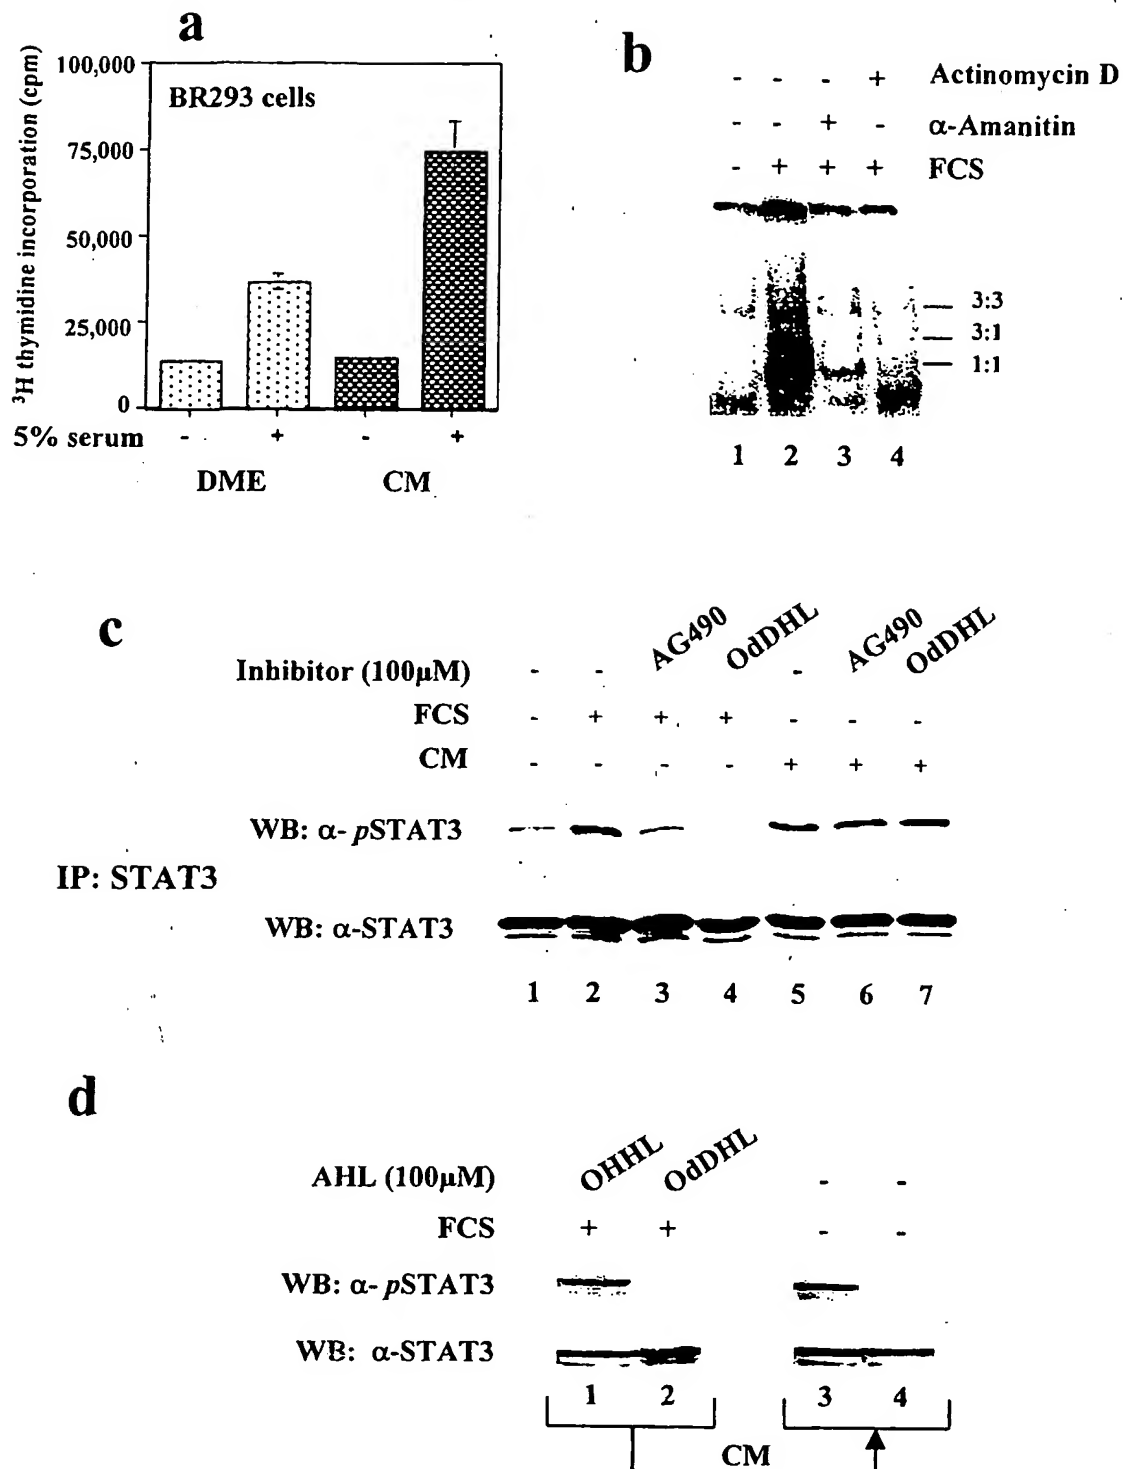 a
³H thymidine incorporation (cpm)
100,000
75,000
50,000
25,000
0
BR293 cells
5% serum - + - +
DME CM
b
- - - + Actinomycin D
- - + - α-Amanitin
- + + + FCS
3:3
3:1
1:1
1 2 3 4
c
Inhibitor (100μM) - - AG490 OdDHL - AG490 OdDHL
FCS - + + + - - -
CM - - - - + + +
WB: α- pSTAT3
IP: STAT3
WB: α-STAT3
1 2 3 4 5 6 7
d
AHL (100μM) OHHL OdDHL - -
FCS + + - -
WB: α- pSTAT3
WB: α-STAT3
1 2 3 4
CM